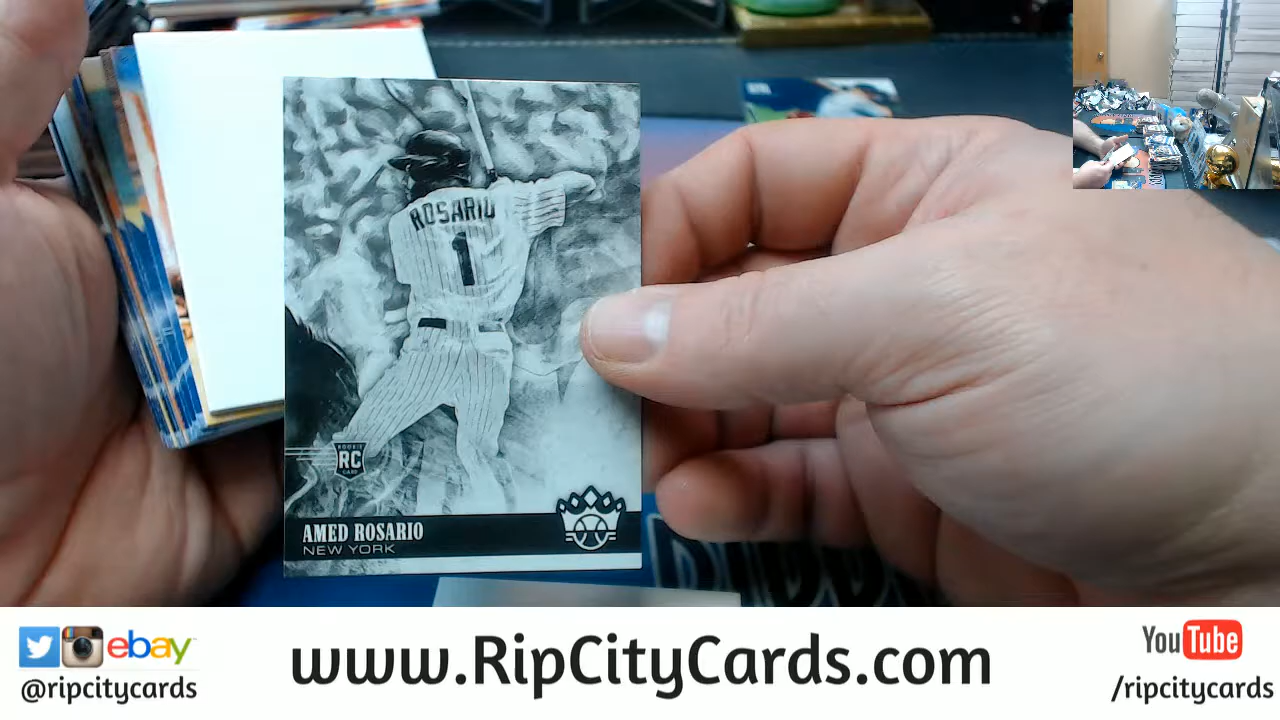 ROSARIO
1
ROOKIE
RC
CARD
AMED ROSARIO
NEW YORK
ebay
@ripcitycards
www.RipCityCards.com
YouTube
/ripcitycards